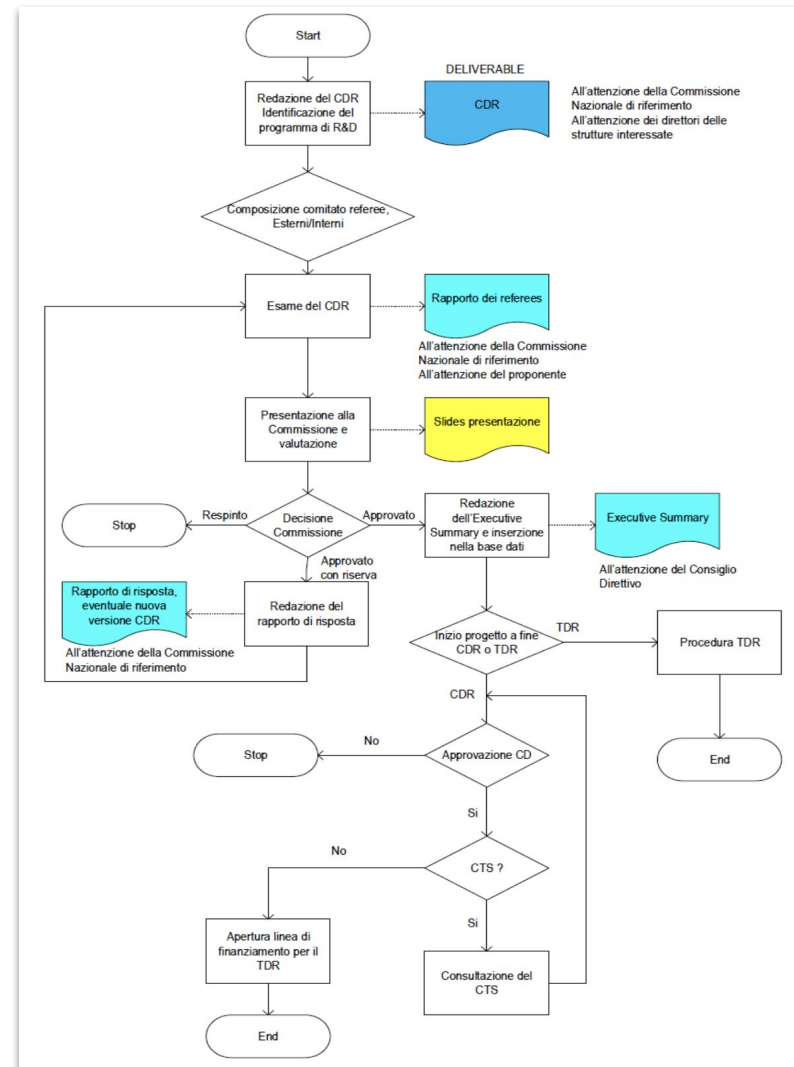 Start
DELIVERABLE
Redazione del CDR
Identificazione del
programma di R&D
CDR
All'attenzione della Commissione
Nazionale di riferimento
All'attenzione dei direttori delle
strutture interessate
Composizione comitato referee,
Esterni/Interni
Esame del CDR
Rapporto dei referees
All'attenzione della Commissione
Nazionale di riferimento
All'attenzione del proponente
Presentazione alla
Commissione e
valutazione
Slides presentazione
Stop
Respinto
Decisione
Commissione
Approvato
Redazione
dell'Executive
Summary e inserzione
nella base dati
Executive Summary
All'attenzione del Consiglio
Direttivo
Approvato
con riserva
Rapporto di risposta,
eventuale nuova
versione CDR
All'attenzione della Commissione
Nazionale di riferimento
Redazione del
rapporto di risposta
Inizio progetto a fine
CDR o TDR
TDR
Procedura TDR
End
CDR
Stop
No
Approvazione CD
Si
No
CTS ?
Si
Apertura linea di
finanziamento per il
TDR
Consultazione del
CTS
End